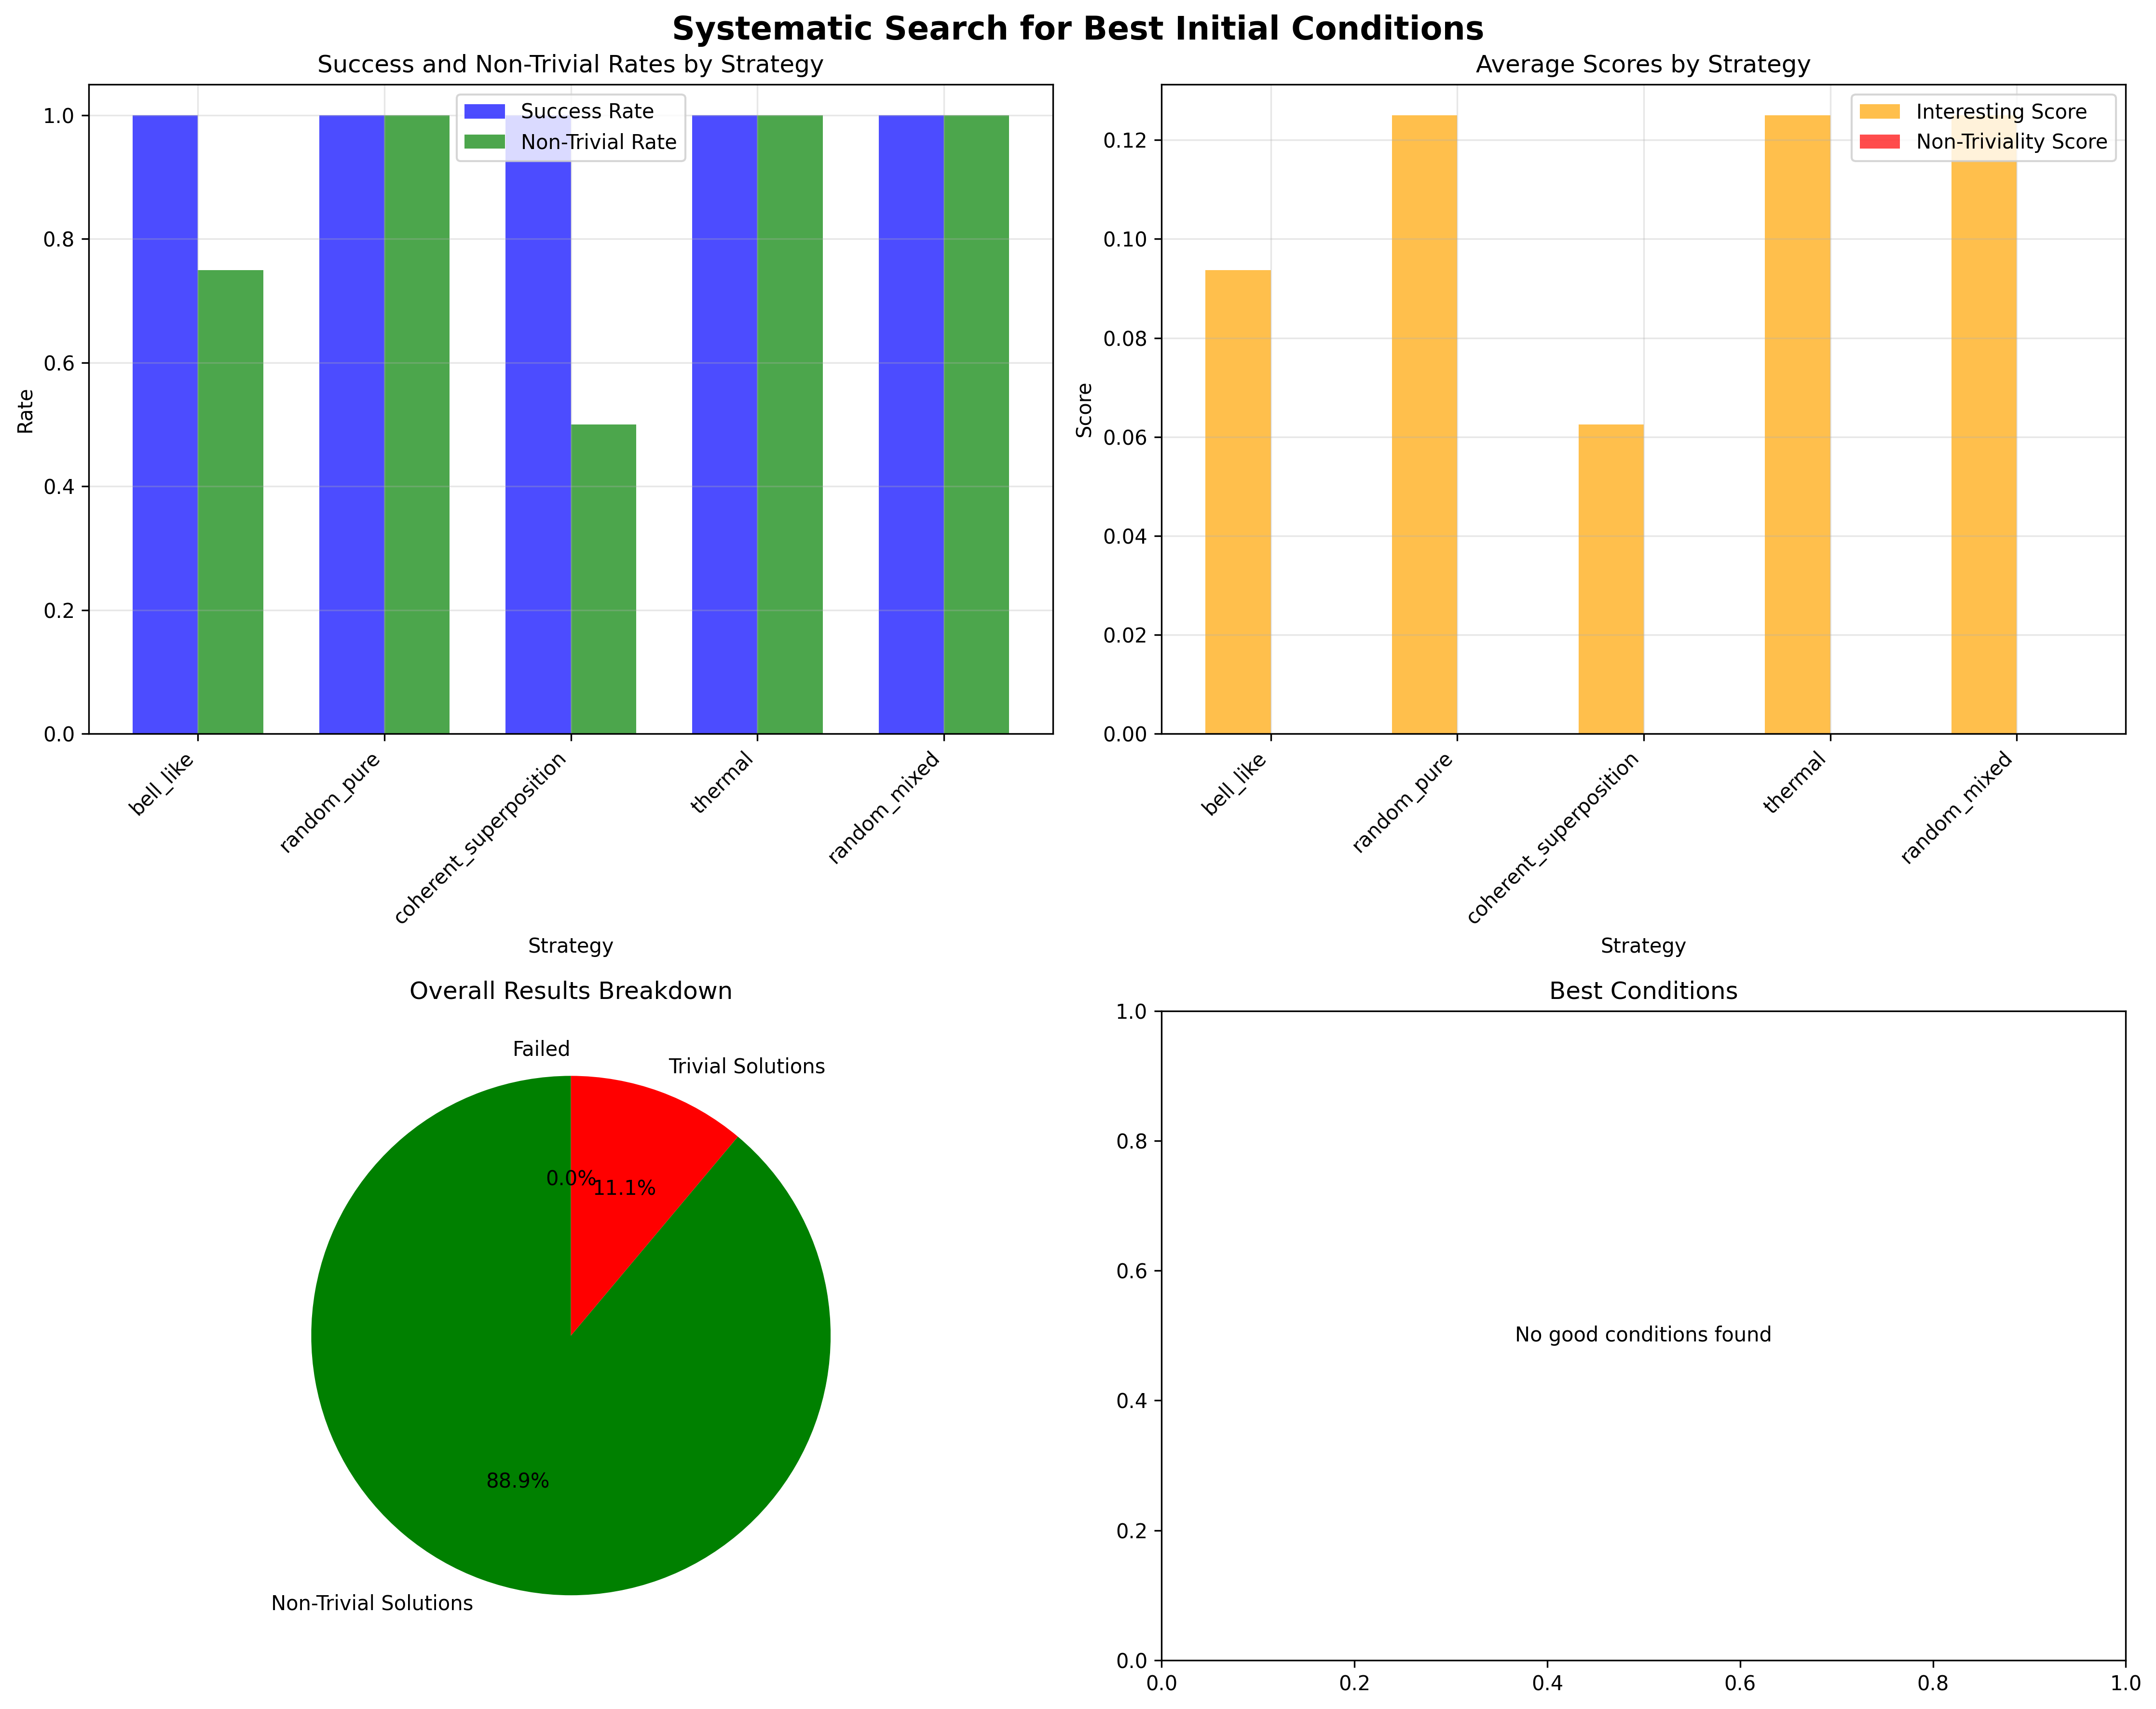 Systematic Search for Best Initial Conditions
Success and Non-Trivial Rates by Strategy
Success Rate
Non-Trivial Rate
Rate
1.0
0.8
0.6
0.4
0.2
0.0
bell_like
random_pure
coherent_superposition
thermal
random_mixed
Strategy
Average Scores by Strategy
Interesting Score
Non-Triviality Score
Score
0.12
0.10
0.08
0.06
0.04
0.02
0.00
bell_like
random_pure
coherent_superposition
thermal
random_mixed
Strategy
Overall Results Breakdown
Failed
Trivial Solutions
0.0%
11.1%
88.9%
Non-Trivial Solutions
Best Conditions
1.0
0.8
0.6
0.4
0.2
0.0
No good conditions found
0.0 0.2 0.4 0.6 0.8 1.0